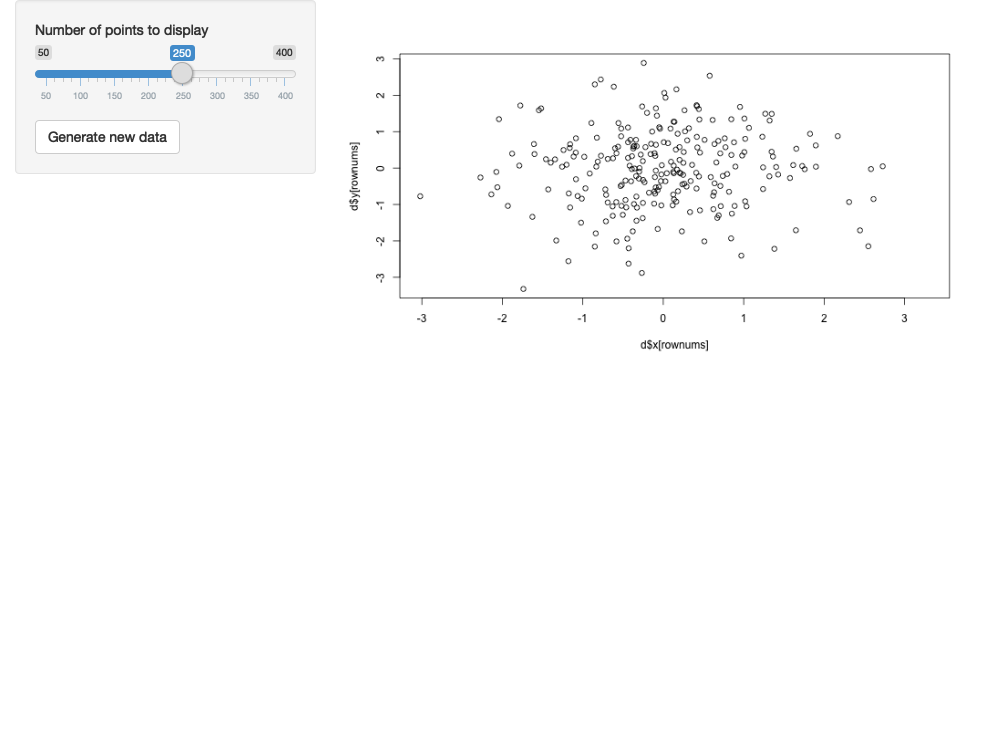 Number of points to display
50 250 400
50 100 150 200 250 300 350 400
Generate new data
d$y[rownums]
3
2
1
0
-1
-2
-3
-3 -2 -1 0 1 2 3
d$x[rownums]